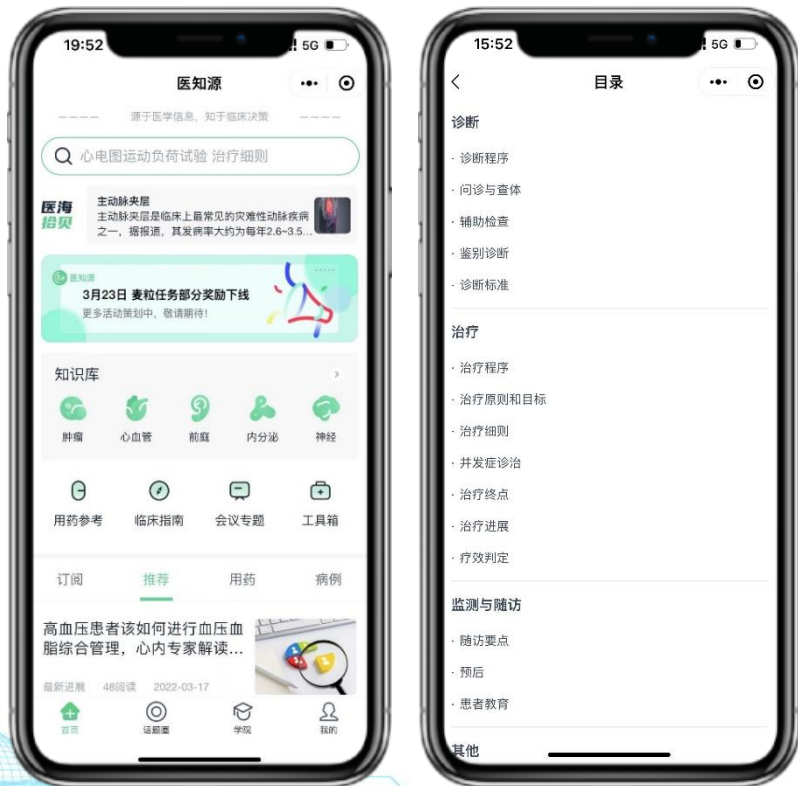 19:52
5G
医知源
源于医学信息，知于临床决策
心电图运动负荷试验 治疗细则
医海
拾贝
主动脉夹层
主动脉夹层是临床上最常见的灾难性动脉疾病
之一，据报道，其发病率大约为每年2.6~3.5...
医知源
3月23日 麦粒任务部分奖励下线
更多活动策划中，敬请期待！
知识库
肿瘤 心血管 前庭 内分泌 神经
用药参考 临床指南 会议专题 工具箱
订阅 推荐 用药 病例
高血压患者该如何进行血压血
脂综合管理，心内专家解读...
最新进展 48阅读 2022-03-17
首页 话题圈 学院 我的
15:52
5G
目录
诊断
· 诊断程序
· 问诊与查体
· 辅助检查
· 鉴别诊断
· 诊断标准
治疗
· 治疗程序
· 治疗原则和目标
· 治疗细则
· 并发症诊治
· 治疗终点
· 治疗进展
· 疗效判定
监测与随访
· 随访要点
· 预后
· 患者教育
其他